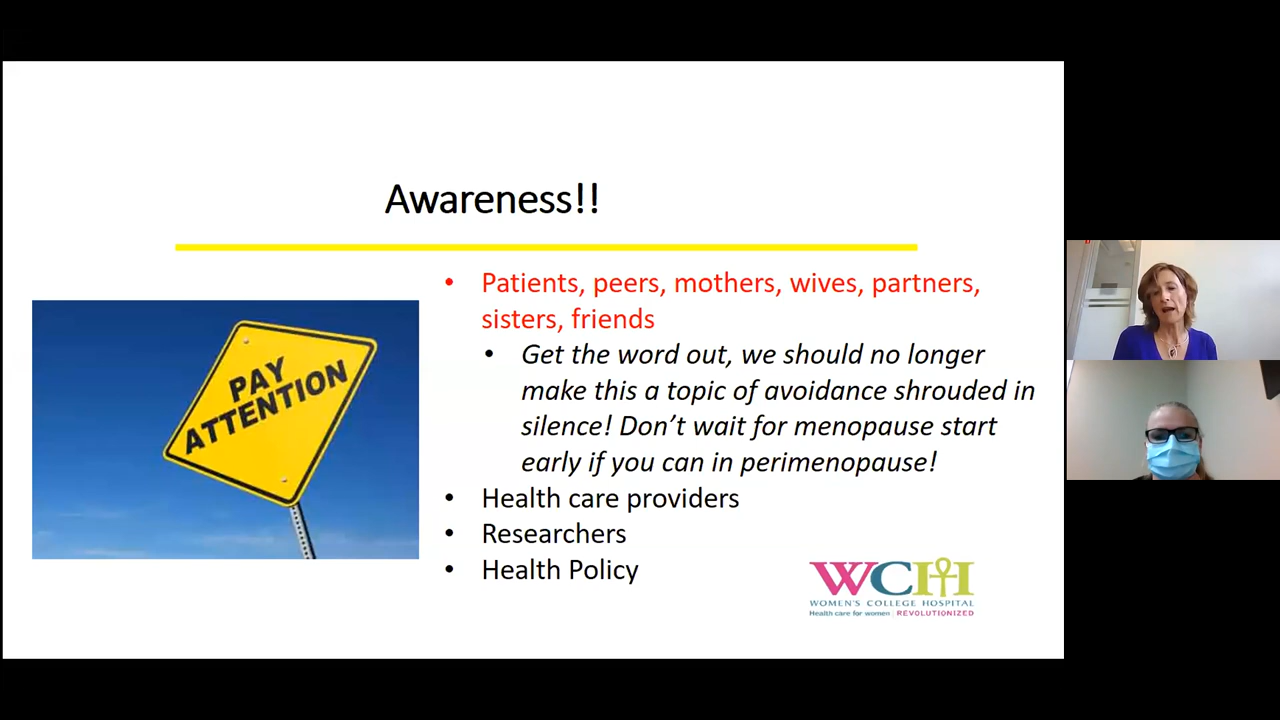 Awareness!!
PAY
ATTENTION
• Patients, peers, mothers, wives, partners,
sisters, friends
• Get the word out, we should no longer
make this a topic of avoidance shrouded in
silence! Don’t wait for menopause start
early if you can in perimenopause!
• Health care providers
• Researchers
• Health Policy
WCH
WOMEN'S COLLEGE HOSPITAL
Health care for women | REVOLUTIONIZED